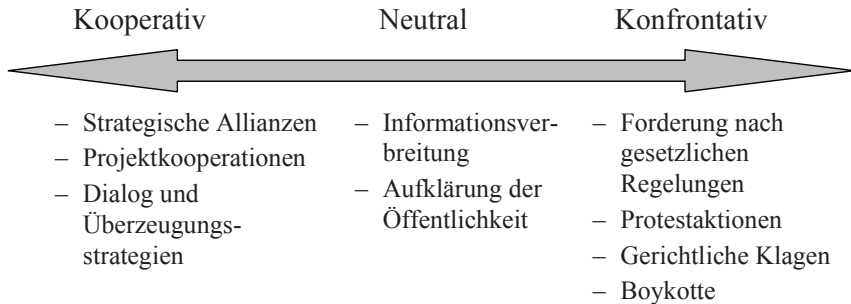 Kooperativ
Neutral
Konfrontativ
– Strategische Allianzen
– Projektkooperationen
– Dialog und
Überzeugungs-
strategien
– Informationsver-
breitung
– Aufklärung der
Öffentlichkeit
– Forderung nach
gesetzlichen
Regelungen
– Protestaktionen
– Gerichtliche Klagen
– Boykotte